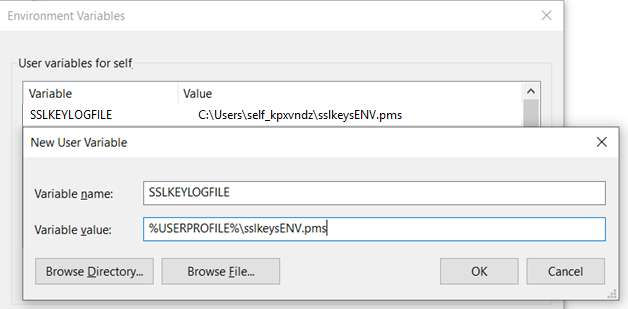 Environment Variables
User variables for self
Variable Value
SSLKEYLOGFILE C:\Users\self_kpxvndz\sslkeysENV.pms
New User Variable
Variable name: SSLKEYLOGFILE
Variable value: %USERPROFILE%\sslkeysENV.pms
Browse Directory... Browse File... OK Cancel